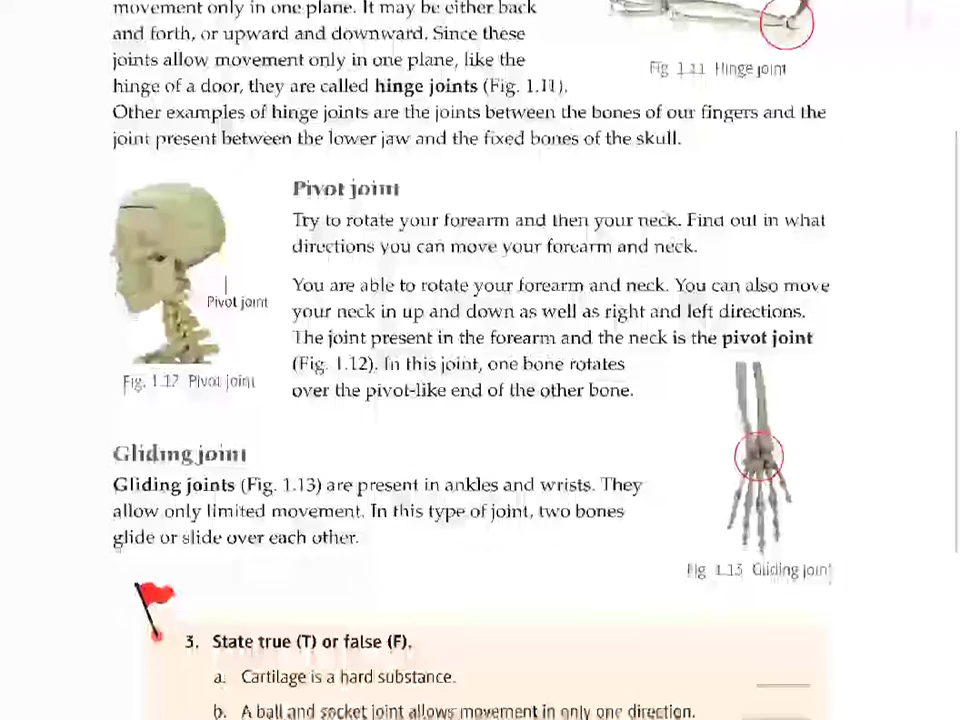 movement only in one plane. It may be either back
and forth, or upward and downward. Since these
joints allow movement only in one plane, like the
hinge of a door, they are called hinge joints (Fig. 1.11).
Fig 1.11 Hinge joint
Other examples of hinge joints are the joints between the bones of our fingers and the
joint present between the lower jaw and the fixed bones of the skull.
Pivot joint
Try to rotate your forearm and then your neck. Find out in what
directions you can move your forearm and neck.
You are able to rotate your forearm and neck. You can also move
your neck in up and down as well as right and left directions.
The joint present in the forearm and the neck is the pivot joint
(Fig. 1.12). In this joint, one bone rotates
over the pivot-like end of the other bone.
Pivot joint
Fig. 1.12 Pivot joint
Gliding joint
Gliding joints (Fig. 1.13) are present in ankles and wrists. They
allow only limited movement. In this type of joint, two bones
glide or slide over each other.
Fig 1.13 Gliding joint
3. State true (T) or false (F).
a. Cartilage is a hard substance.
b. A ball and socket joint allows movement in only one direction.